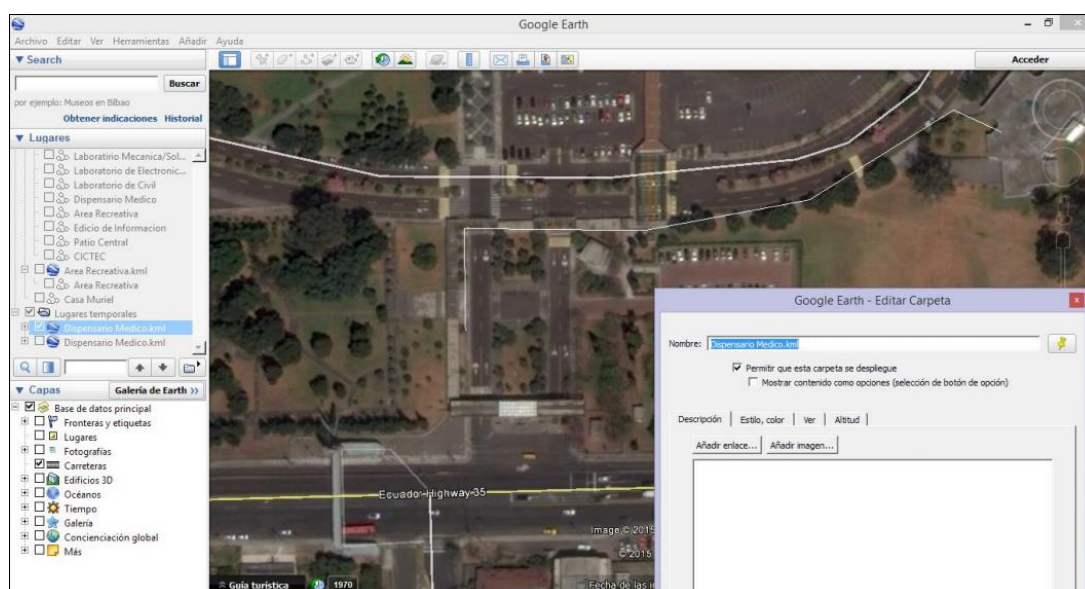 Google Earth
Archivo Editar Ver Herramientas Añadir Ayuda
Search
Acceder
Buscar
por ejemplo: Museos en Bilbao
Obtener indicaciones Historial
Lugares
Laboratirio Mecanica/Sol...
Laboratorio de Electronic...
Laboratorio de Civil
Dispensario Medico
Area Recreativa
Edicio de Informacion
Patio Central
CICTEC
Area Recreativa.kml
Area Recreativa
Casa Muriel
Lugares temporales
Dispensario Medico.kml
Dispensario Medico.kml
Capas Galería de Earth >>
Base de datos principal
Fronteras y etiquetas
Lugares
Fotografías
Carreteras
Edificios 3D
Océanos
Tiempo
Galería
Concienciación global
Más
Ecuador Highway 35
Image © 2015
© 2015
Fecha de las
Guía turística 1970
Google Earth - Editar Carpeta
Nombre: Dispensario Medico.kml
Permitir que esta carpeta se despliegue
Mostrar contenido como opciones (selección de botón de opción)
Descripción Estilo, color Ver Altitud
Añadir enlace... Añadir imagen...